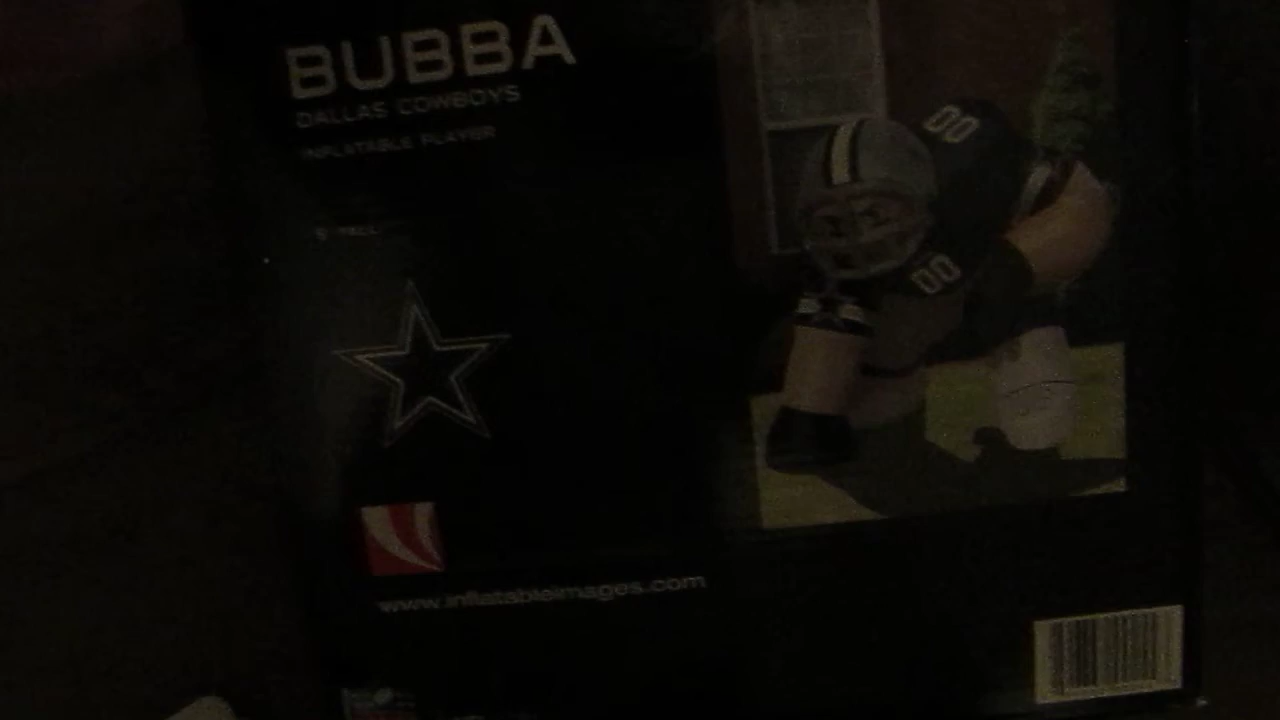 BUBBA
DALLAS COWBOYS
INFLATABLE PLAYER
00
00
www.inflatableimages.com